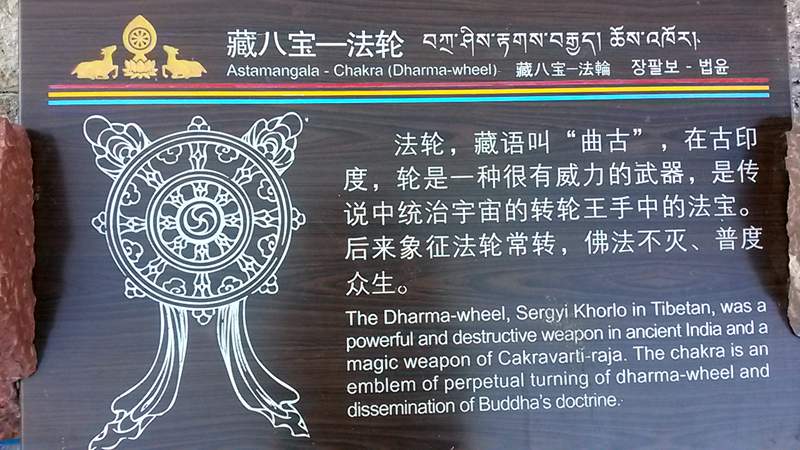 藏八宝—法轮 བཀྲ་ཤིས་རྟགས་བརྒྱད། ཆོས་འཁོར།
Astamangala - Chakra (Dharma-wheel) 藏八宝—法輪 장팔보 - 법윤
法轮，藏语叫“曲古”，在古印
度，轮是一种很有威力的武器，是传
说中统治宇宙的转轮王手中的法宝。
后来象征法轮常转，佛法不灭、普度
众生。
The Dharma-wheel, Sergyi Khorlo in Tibetan, was a
powerful and destructive weapon in ancient India and a
magic weapon of Cakravarti-raja. The chakra is an
emblem of perpetual turning of dharma-wheel and
dissemination of Buddha's doctrine.